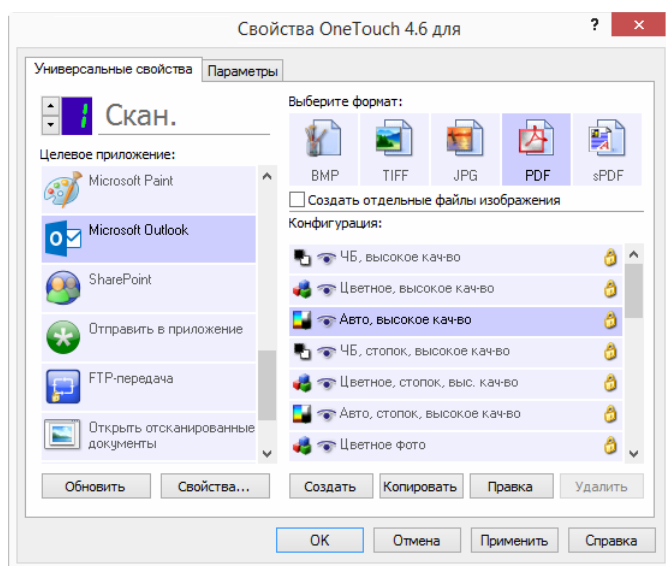 Свойства OneTouch 4.6 для
?
×
Универсальные свойства
Параметры
1
Скан.
Целевое приложение:
Microsoft Paint
Microsoft Outlook
SharePoint
Отправить в приложение
FTP-передача
Открыть отсканированные
документы
Обновить
Свойства...
Выберите формат:
BMP
TIFF
JPG
PDF
sPDF
Создать отдельные файлы изображения
Конфигурация:
ЧБ, высокое кач-во
Цветное, высокое кач-во
Авто, высокое кач-во
ЧБ, стопок, высокое кач-во
Цветное, стопок, выс. кач-во
Авто, стопок, высокое кач-во
Цветное фото
Создать
Копировать
Правка
Удалить
OK
Отмена
Применить
Справка